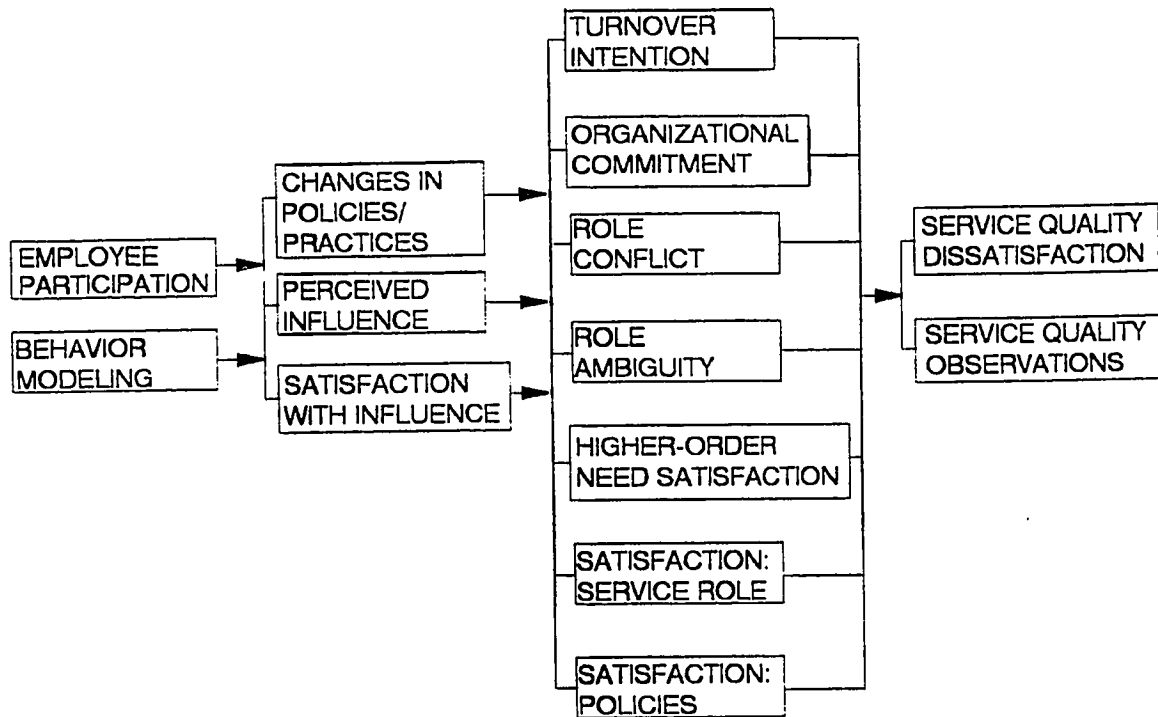 EMPLOYEE
PARTICIPATION
BEHAVIOR
MODELING
CHANGES IN
POLICIES/
PRACTICES
PERCEIVED
INFLUENCE
SATISFACTION
WITH INFLUENCE
TURNOVER
INTENTION
ORGANIZATIONAL
COMMITMENT
ROLE
CONFLICT
ROLE
AMBIGUITY
HIGHER-ORDER
NEED SATISFACTION
SATISFACTION:
SERVICE ROLE
SATISFACTION:
POLICIES
SERVICE QUALITY
DISSATISFACTION
SERVICE QUALITY
OBSERVATIONS